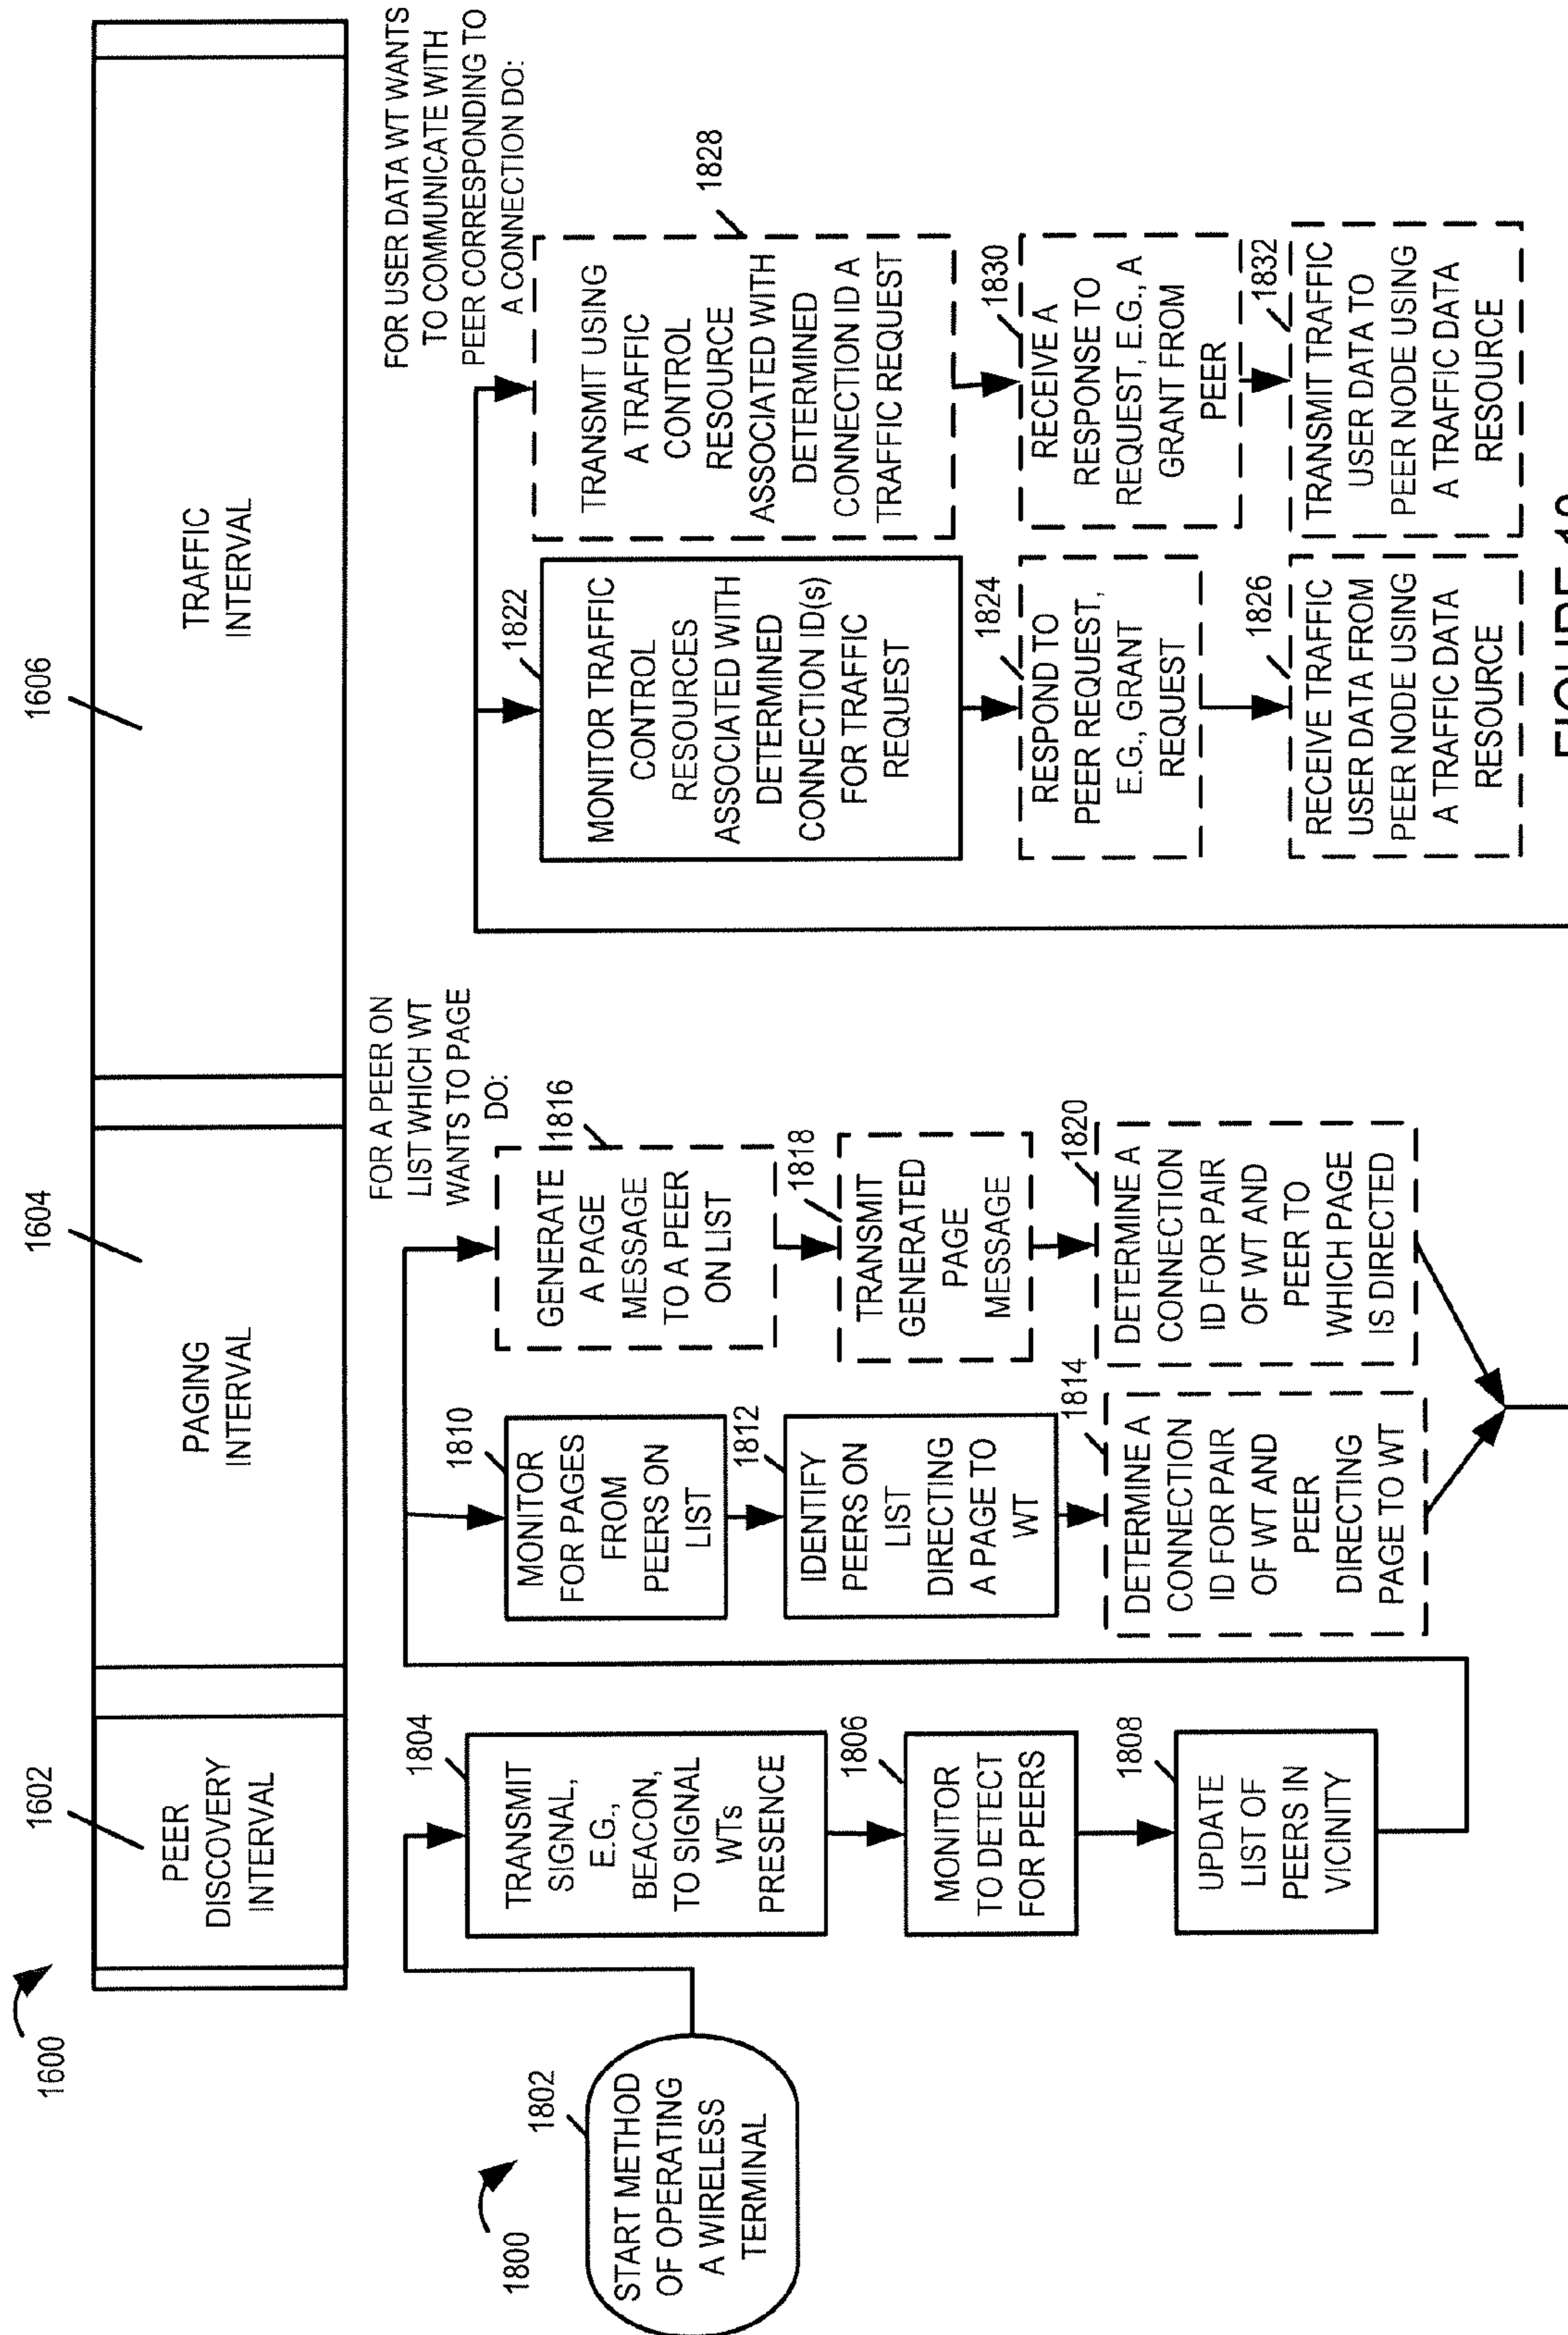 1600
1602
1604
1606
PEER
DISCOVERY
INTERVAL
PAGING
INTERVAL
TRAFFIC
INTERVAL
1800
1802
START METHOD
OF OPERATING
A WIRELESS
TERMINAL
1804
TRANSMIT
SIGNAL,
E.G.,
BEACON,
TO SIGNAL
WTs
PRESENCE
1806
MONITOR
TO DETECT
FOR PEERS
1808
UPDATE
LIST OF
PEERS IN
VICINITY
1810
MONITOR
FOR PAGES
FROM
PEERS ON
LIST
1812
IDENTIFY
PEERS ON
LIST
DIRECTING
A PAGE TO
WT
1814
DETERMINE A
CONNECTION
ID FOR PAIR
OF WT AND
PEER
DIRECTING
PAGE TO WT
FOR A PEER ON
LIST WHICH WT
WANTS TO PAGE
DO:
1816
GENERATE
A PAGE
MESSAGE
TO A PEER
ON LIST
1818
TRANSMIT
GENERATED
PAGE
MESSAGE
1820
DETERMINE A
CONNECTION
ID FOR PAIR
OF WT AND
PEER TO
WHICH PAGE
IS DIRECTED
1822
MONITOR TRAFFIC
CONTROL
RESOURCES
ASSOCIATED WITH
DETERMINED
CONNECTION ID(s)
FOR TRAFFIC
REQUEST
1824
RESPOND TO
PEER REQUEST,
E.G., GRANT
REQUEST
1826
RECEIVE TRAFFIC
USER DATA FROM
PEER NODE USING
A TRAFFIC DATA
RESOURCE
FOR USER DATA WT WANTS
TO COMMUNICATE WITH
PEER CORRESPONDING TO
A CONNECTION DO:
1828
TRANSMIT USING
A TRAFFIC
CONTROL
RESOURCE
ASSOCIATED WITH
DETERMINED
CONNECTION ID A
TRAFFIC REQUEST
1830
RECEIVE A
RESPONSE TO
REQUEST, E.G., A
GRANT FROM
PEER
1832
TRANSMIT TRAFFIC
USER DATA TO
PEER NODE USING
A TRAFFIC DATA
RESOURCE
FIGURE